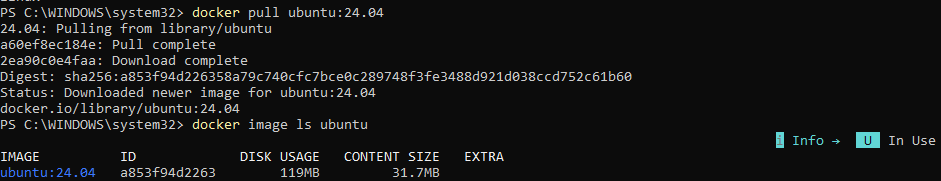 PS C:\WINDOWS\system32> docker pull ubuntu:24.04
24.04: Pulling from library/ubuntu
a60ef8ec184e: Pull complete
2ea90c0e4faa: Download complete
Digest: sha256:a853f94d226358a79c740cfc7bce0c289748f3fe3488d921d038ccd752c61b60
Status: Downloaded newer image for ubuntu:24.04
docker.io/library/ubuntu:24.04
PS C:\WINDOWS\system32> docker image ls ubuntu
i Info → U In Use
IMAGE ID DISK USAGE CONTENT SIZE EXTRA
ubuntu:24.04 a853f94d2263 119MB 31.7MB